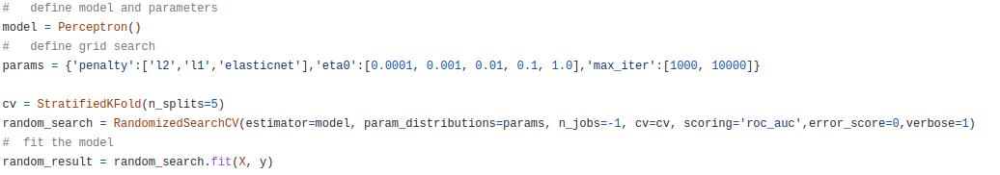 #   define model and parameters
model = Perceptron()
#   define grid search
params = {'penalty':['l2','l1','elasticnet'],'eta0':[0.0001, 0.001, 0.01, 0.1, 1.0],'max_iter':[1000, 10000]}
cv = StratifiedKFold(n_splits=5)
random_search = RandomizedSearchCV(estimator=model, param_distributions=params, n_jobs=-1, cv=cv, scoring='roc_auc',error_score=0,verbose=1)
#  fit the model
random_result = random_search.fit(X, y)